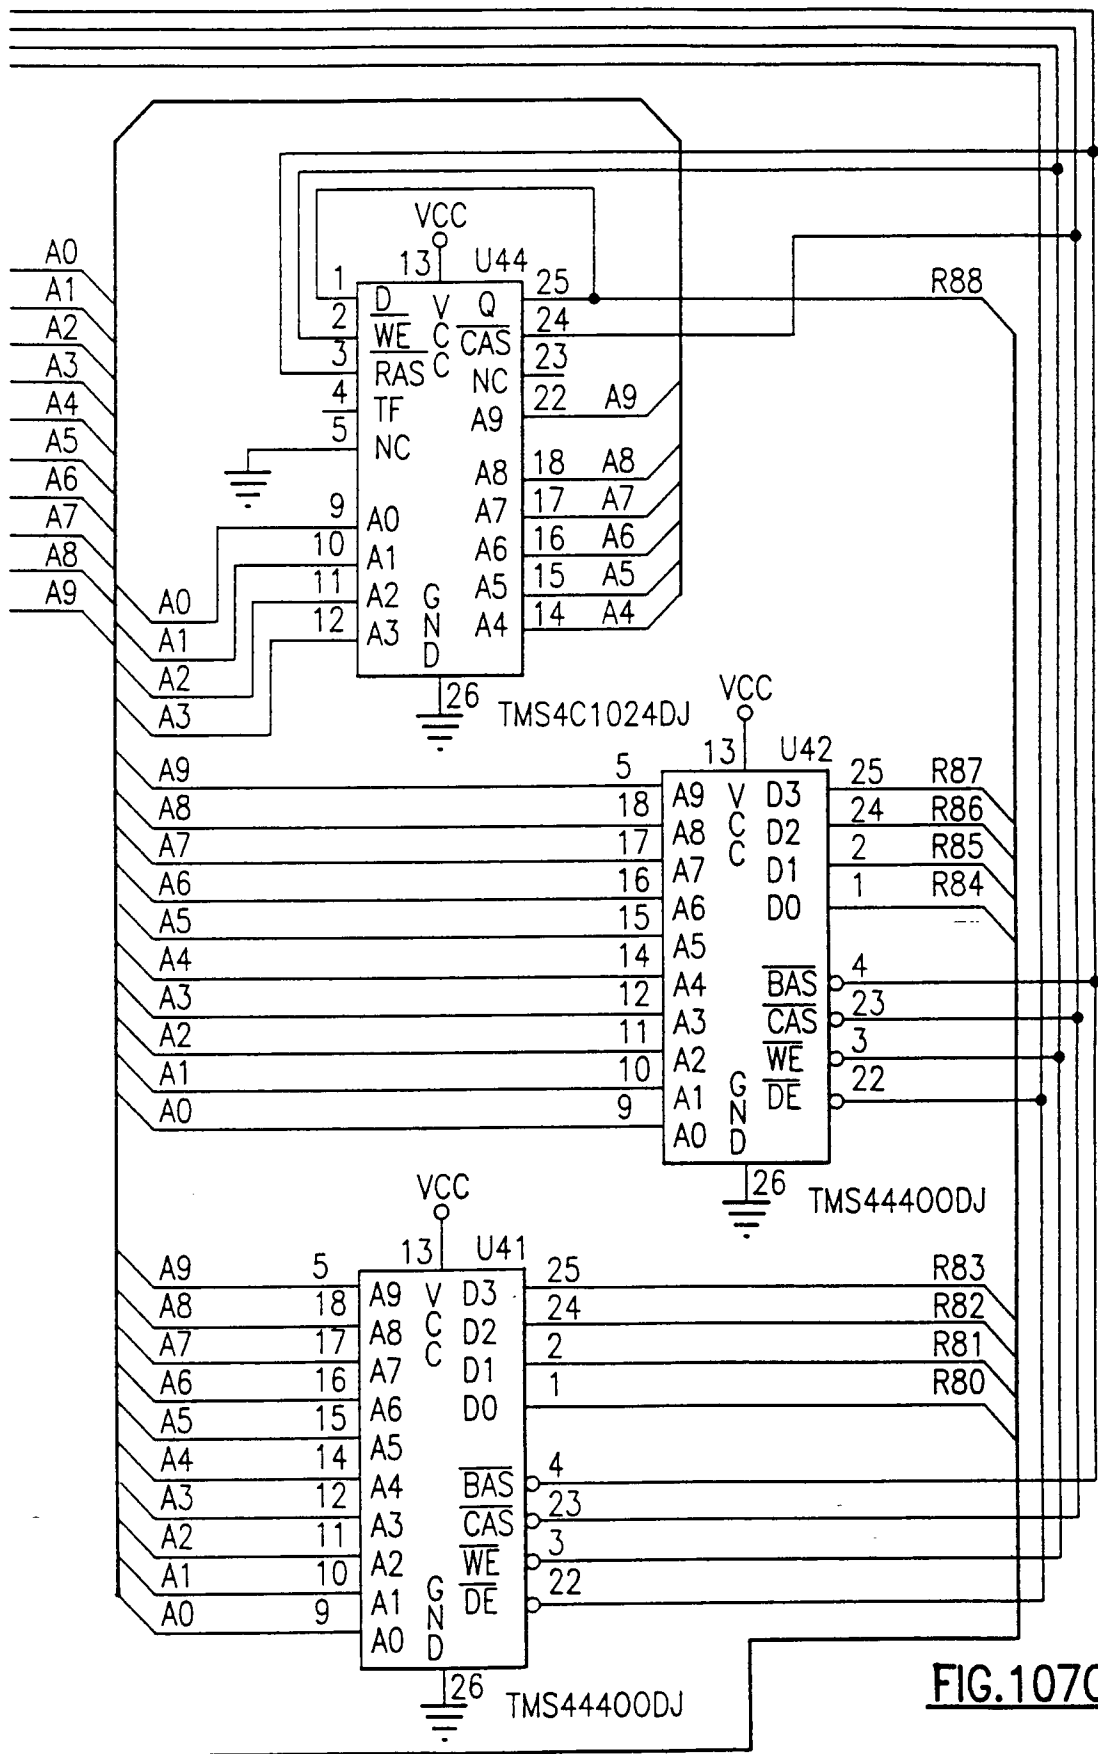 A0
A1
A2
A3
A4
A5
A6
A7
A8
A9
VCC
13 U44
1 D V Q 25 R88
2 WE C CAS 24
3 RAS C NC 23
4 TF A9 22 A9
5 NC
A8 18 A8
9 A0 A7 17 A7
10 A1 A6 16 A6
11 A2 G A5 15 A5
12 A3 N A4 14 A4
D
A0
A1
A2
A3
26 TMS4C1024DJ
VCC
13 U42
A9 5 A9 V D3 25 R87
A8 18 A8 C D2 24 R86
A7 17 A7 C D1 2 R85
A6 16 A6 D0 1 R84
A5 15 A5
A4 14 A4 BAS 4
A3 12 A3 CAS 23
A2 11 A2 WE 3
A1 10 A1 G DE 22
A0 9 A0 N
D
26 TMS44400DJ
VCC
13 U41
A9 5 A9 V D3 25 R83
A8 18 A8 C D2 24 R82
A7 17 A7 C D1 2 R81
A6 16 A6 D0 1 R80
A5 15 A5
A4 14 A4 BAS 4
A3 12 A3 CAS 23
A2 11 A2 WE 3
A1 10 A1 G DE 22
A0 9 A0 N
D
26 TMS44400DJ